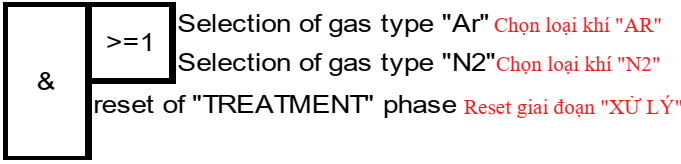 >=1
Selection of gas type "Ar" Chọn loại khí "AR"
Selection of gas type "N2" Chọn loại khí "N2"
&
reset of "TREATMENT" phase Reset giai đoạn "XỬ LÝ"